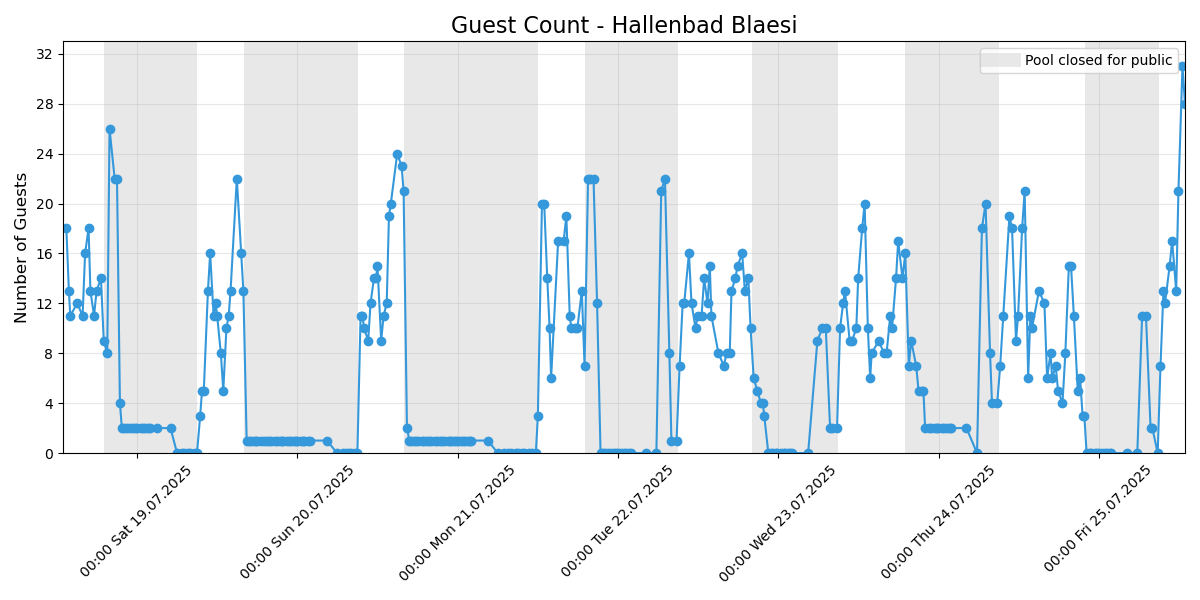 Guest Count - Hallenbad Blaesi
Pool closed for public
Number of Guests
32
28
24
20
16
12
8
4
0
00:00 Sat 19.07.2025
00:00 Sun 20.07.2025
00:00 Mon 21.07.2025
00:00 Tue 22.07.2025
00:00 Wed 23.07.2025
00:00 Thu 24.07.2025
00:00 Fri 25.07.2025